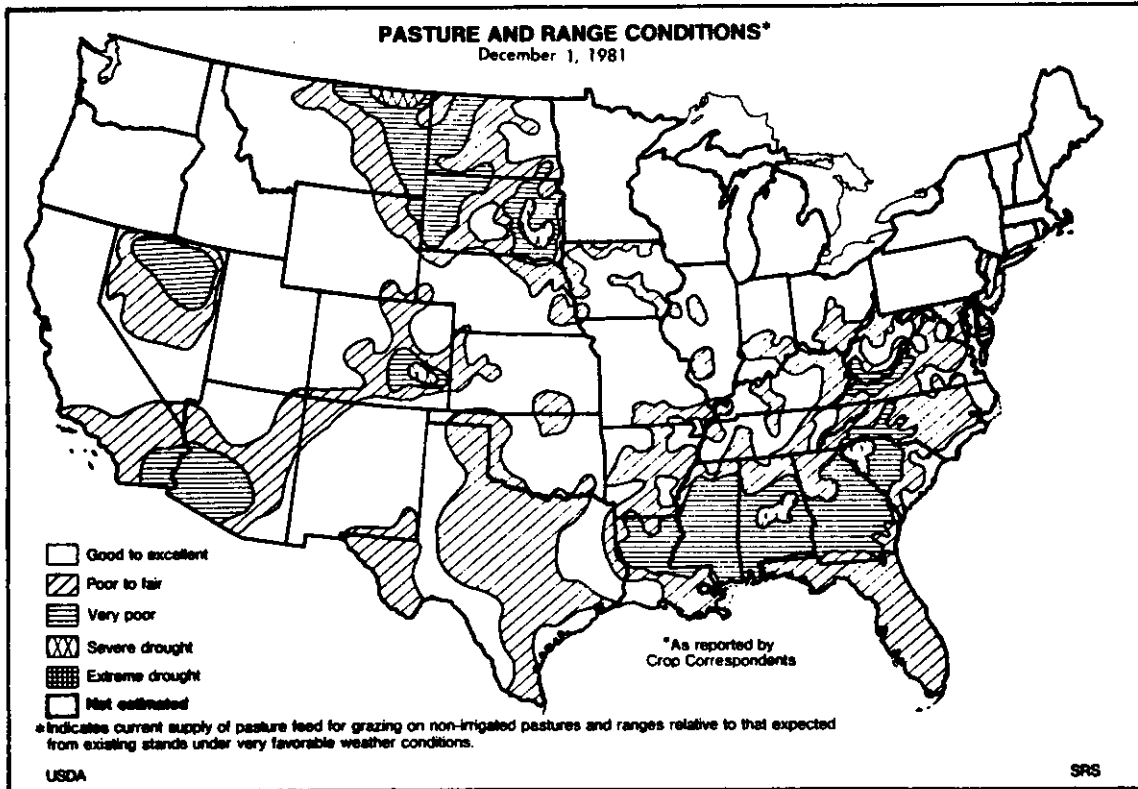 PASTURE AND RANGE CONDITIONS*
December 1, 1981
Good to excellent
Poor to fair
Very poor
Severe drought
Extreme drought
Not estimated
*As reported by
Crop Correspondents
*Indicates current supply of pasture feed for grazing on non-irrigated pastures and ranges relative to that expected
from existing stands under very favorable weather conditions.
USDA
SRS